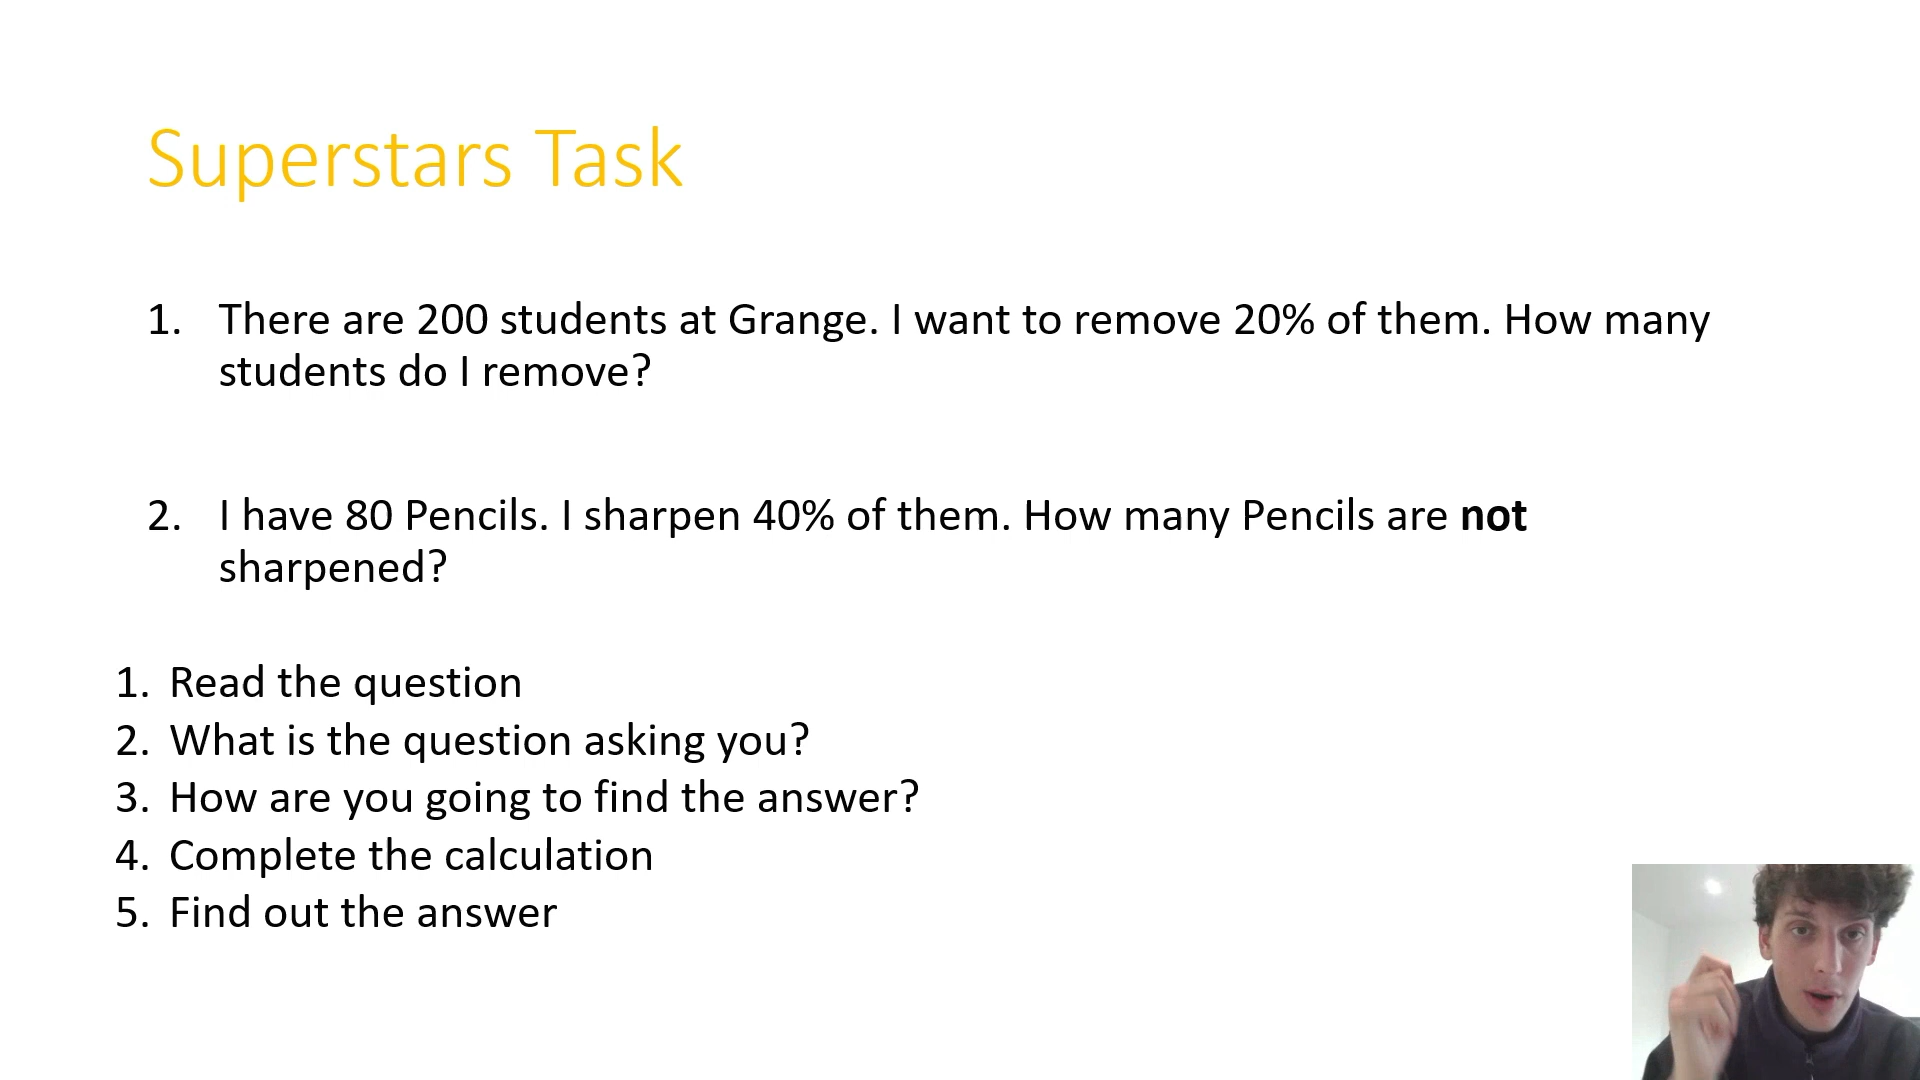 Superstars Task
1. There are 200 students at Grange. I want to remove 20% of them. How many
students do I remove?
2. I have 80 Pencils. I sharpen 40% of them. How many Pencils are not
sharpened?
1. Read the question
2. What is the question asking you?
3. How are you going to find the answer?
4. Complete the calculation
5. Find out the answer